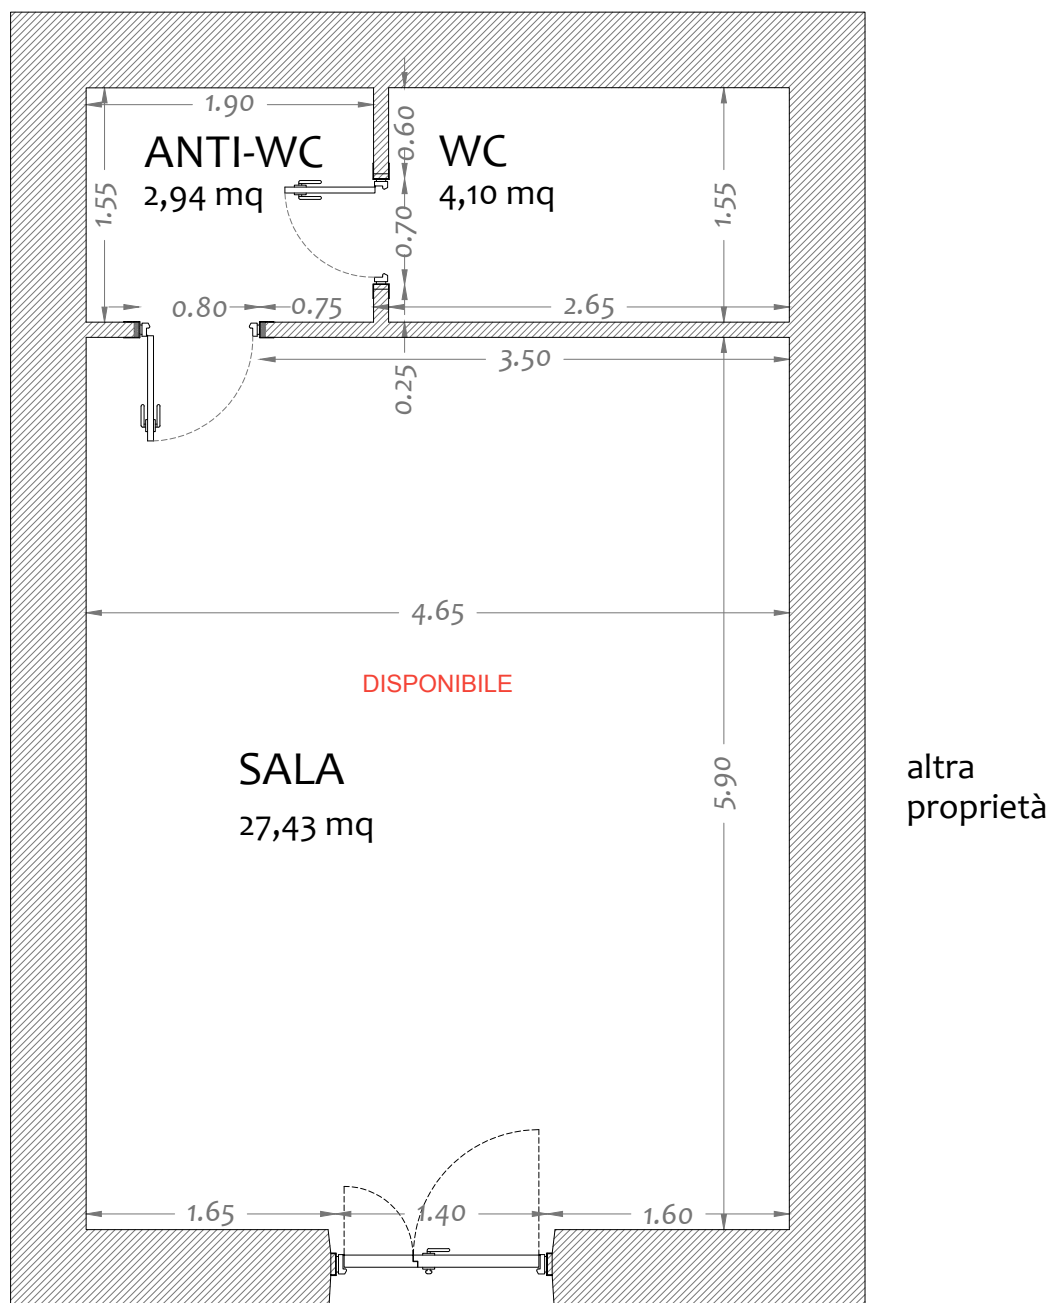 1.90
ANTI-WC
2,94 mq
1.55
0.60
WC
4,10 mq
0.70
1.55
0.80
0.75
2.65
3.50
0.25
4.65
DISPONIBILE
SALA
27,43 mq
5.90
altra
proprietà
1.65
1.40
1.60